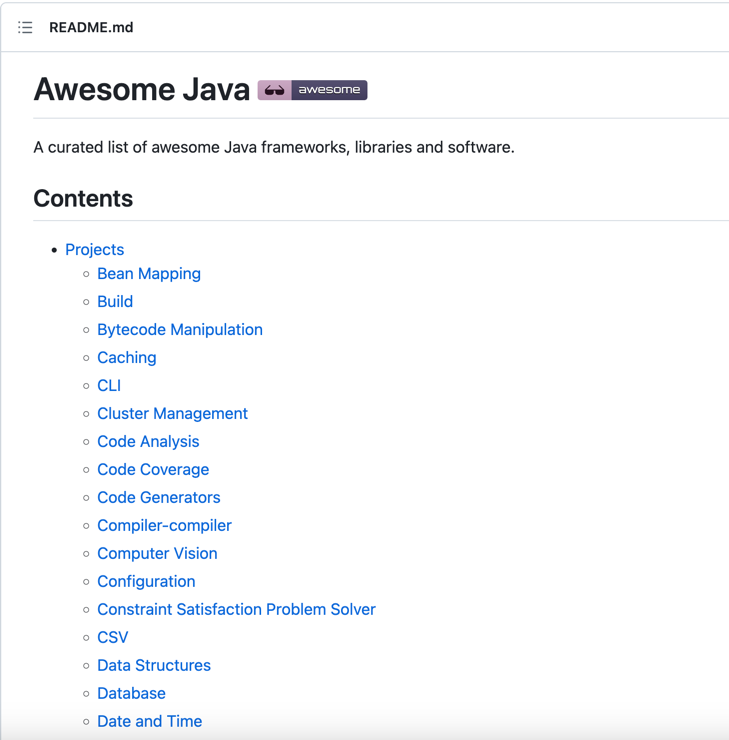 README.md
Awesome Java awesome
A curated list of awesome Java frameworks, libraries and software.
Contents
Projects
Bean Mapping
Build
Bytecode Manipulation
Caching
CLI
Cluster Management
Code Analysis
Code Coverage
Code Generators
Compiler-compiler
Computer Vision
Configuration
Constraint Satisfaction Problem Solver
CSV
Data Structures
Database
Date and Time